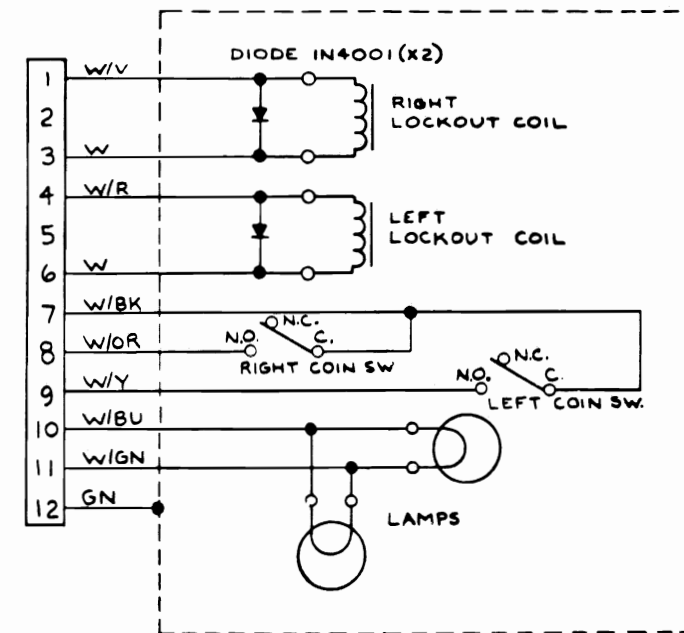 DIODE IN4001 (X2)
1 W/V
2
3 W
RIGHT
LOCKOUT COIL
4 W/R
5
6 W
LEFT
LOCKOUT COIL
7 W/BK
8 W/OR
N.O. N.C. C.
RIGHT COIN SW
9 W/Y
N.O. N.C. C.
LEFT COIN SW.
10 W/BU
11 W/GN
12 GN
LAMPS